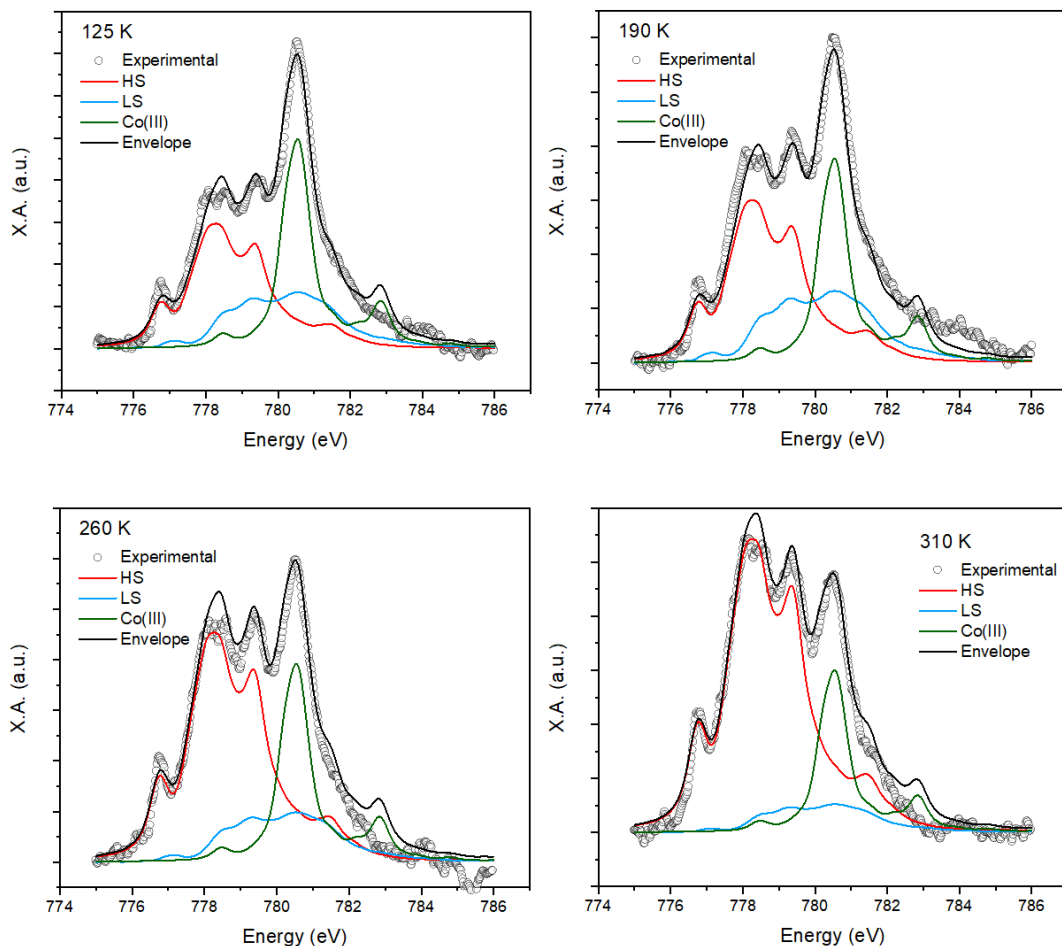 125 K
Experimental
HS
LS
Co(III)
Envelope
X.A. (a.u.)
774 776 778 780 782 784 786
Energy (eV)
190 K
Experimental
HS
LS
Co(III)
Envelope
X.A. (a.u.)
774 776 778 780 782 784 786
Energy (eV)
260 K
Experimental
HS
LS
Co(III)
Envelope
X.A. (a.u.)
774 776 778 780 782 784 786
Energy (eV)
310 K
Experimental
HS
LS
Co(III)
Envelope
X.A. (a.u.)
774 776 778 780 782 784 786
Energy (eV)